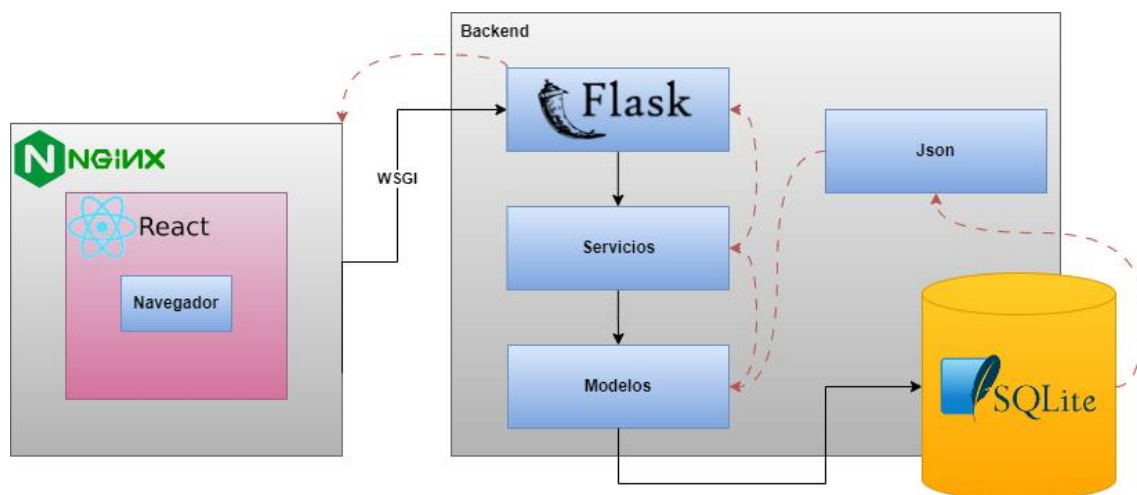 Backend
Flask
NGiNX
WSGI
Json
React
Servicios
Navegador
Modelos
SQLite